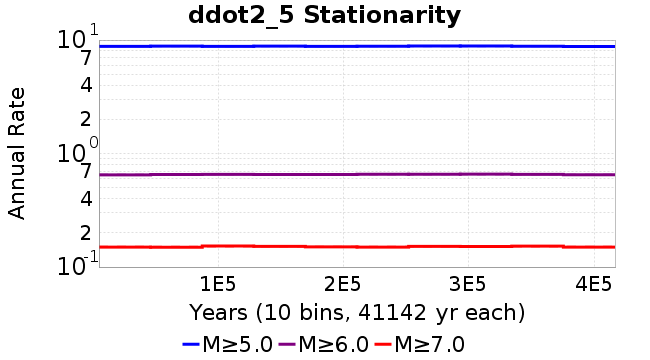 ddot2_5 Stationarity
10^1
7
4
2
10^0
7
4
2
10^-1
Annual Rate
1E5 2E5 3E5 4E5
Years (10 bins, 41142 yr each)
M≥5.0 M≥6.0 M≥7.0